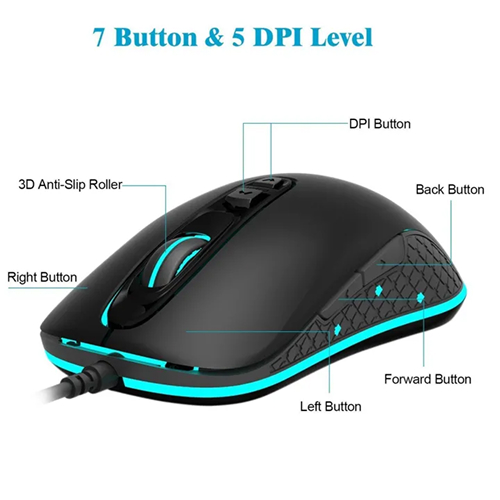 7 Button & 5 DPI Level
DPI Button
3D Anti-Slip Roller
Back Button
Right Button
Forward Button
Left Button